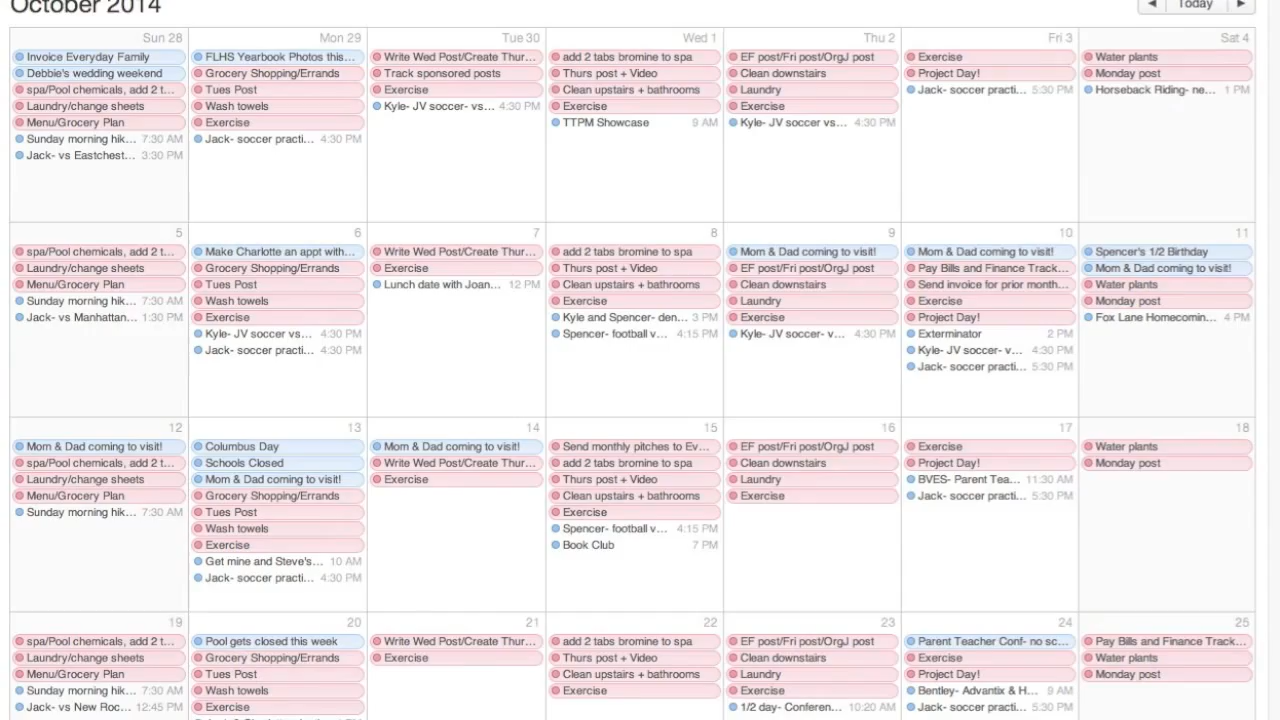 October 2014
Today
Sun 28
Invoice Everyday Family
Debbie's wedding weekend
spa/Pool chemicals, add 2 t...
Laundry/change sheets
Menu/Grocery Plan
Sunday morning hik... 7:30 AM
Jack- vs Eastchest... 3:30 PM
Mon 29
FLHS Yearbook Photos this...
Grocery Shopping/Errands
Tues Post
Wash towels
Exercise
Jack- soccer practi... 4:30 PM
Tue 30
Write Wed Post/Create Thur...
Track sponsored posts
Exercise
Kyle- JV soccer- vs... 4:30 PM
Wed 1
add 2 tabs bromine to spa
Thurs post + Video
Clean upstairs + bathrooms
Exercise
TTPM Showcase 9 AM
Thu 2
EF post/Fri post/OrgJ post
Clean downstairs
Laundry
Exercise
Kyle- JV soccer vs... 4:30 PM
Fri 3
Exercise
Project Day!
Jack- soccer practi... 5:30 PM
Sat 4
Water plants
Monday post
Horseback Riding- ne... 1 PM
5
spa/Pool chemicals, add 2 t...
Laundry/change sheets
Menu/Grocery Plan
Sunday morning hik... 7:30 AM
Jack- vs Manhattan... 1:30 PM
6
Make Charlotte an appt with...
Grocery Shopping/Errands
Tues Post
Wash towels
Exercise
Kyle- JV soccer vs... 4:30 PM
Jack- soccer practi... 4:30 PM
7
Write Wed Post/Create Thur...
Exercise
Lunch date with Joan... 12 PM
8
add 2 tabs bromine to spa
Thurs post + Video
Clean upstairs + bathrooms
Exercise
Kyle and Spencer- den... 3 PM
Spencer- football v... 4:15 PM
9
Mom & Dad coming to visit!
EF post/Fri post/OrgJ post
Clean downstairs
Laundry
Exercise
Kyle- JV soccer- v... 4:30 PM
10
Mom & Dad coming to visit!
Pay Bills and Finance Track...
Send invoice for prior month...
Exercise
Project Day!
Exterminator 2 PM
Kyle- JV soccer- v... 4:30 PM
Jack- soccer practi... 5:30 PM
11
Spencer's 1/2 Birthday
Mom & Dad coming to visit!
Water plants
Monday post
Fox Lane Homecomin... 4 PM
12
Mom & Dad coming to visit!
spa/Pool chemicals, add 2 t...
Laundry/change sheets
Menu/Grocery Plan
Sunday morning hik... 7:30 AM
13
Columbus Day
Schools Closed
Mom & Dad coming to visit!
Grocery Shopping/Errands
Tues Post
Wash towels
Exercise
Get mine and Steve's... 10 AM
Jack- soccer practi... 4:30 PM
14
Mom & Dad coming to visit!
Write Wed Post/Create Thur...
Exercise
15
Send monthly pitches to Ev...
add 2 tabs bromine to spa
Thurs post + Video
Clean upstairs + bathrooms
Exercise
Spencer- football v... 4:15 PM
Book Club 7 PM
16
EF post/Fri post/OrgJ post
Clean downstairs
Laundry
Exercise
17
Exercise
Project Day!
BVES- Parent Tea... 11:30 AM
Jack- soccer practi... 5:30 PM
18
Water plants
Monday post
19
spa/Pool chemicals, add 2 t...
Laundry/change sheets
Menu/Grocery Plan
Sunday morning hik... 7:30 AM
Jack- vs New Roc... 12:45 PM
20
Pool gets closed this week
Grocery Shopping/Errands
Tues Post
Wash towels
Exercise
21
Write Wed Post/Create Thur...
Exercise
22
add 2 tabs bromine to spa
Thurs post + Video
Clean upstairs + bathrooms
Exercise
23
EF post/Fri post/OrgJ post
Clean downstairs
Laundry
Exercise
1/2 day- Conferen... 10:20 AM
24
Parent Teacher Conf- no sc...
Exercise
Project Day!
Bentley- Advantix & H... 9 AM
Jack- soccer practi... 5:30 PM
25
Pay Bills and Finance Track...
Water plants
Monday post